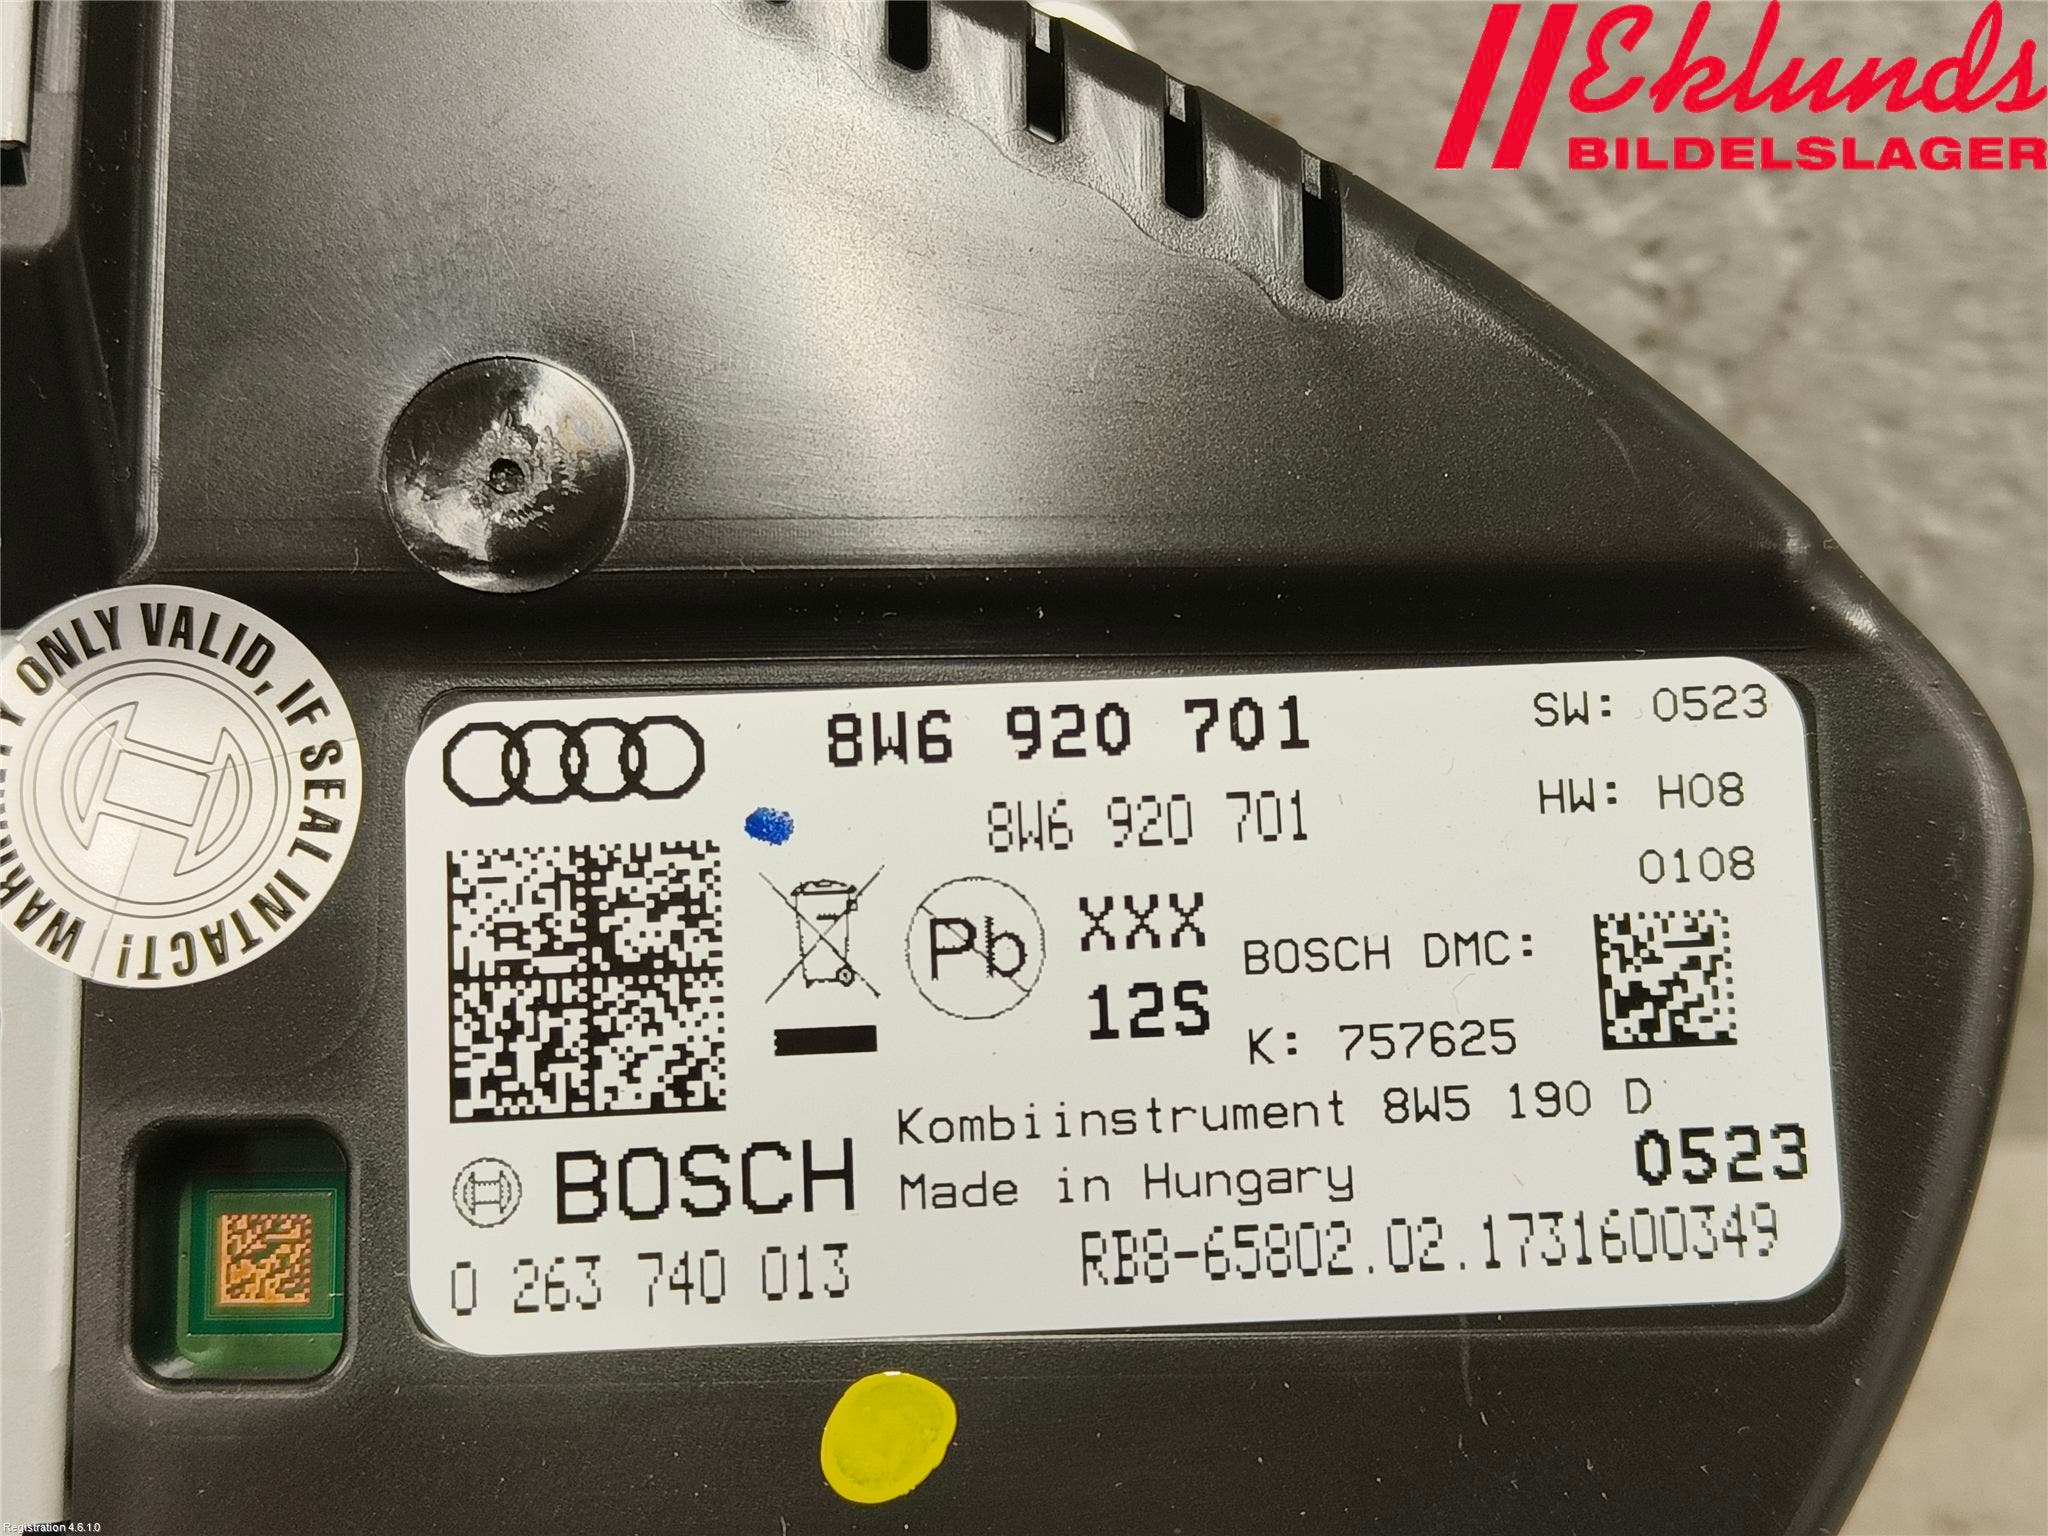 Eklunds
BILDELSLAGER
WARRANTY ONLY VALID, IF SEAL INTACT!
8W6 920 701
SW: 0523
8W6 920 701
HW: H08
0108
Pb
XXX
12S
BOSCH DMC:
K: 757625
Kombiinstrument 8W5 190 D
BOSCH
Made in Hungary
0523
0 263 740 013
RB8-65802.02.1731600349
Registration 4.6.1.0